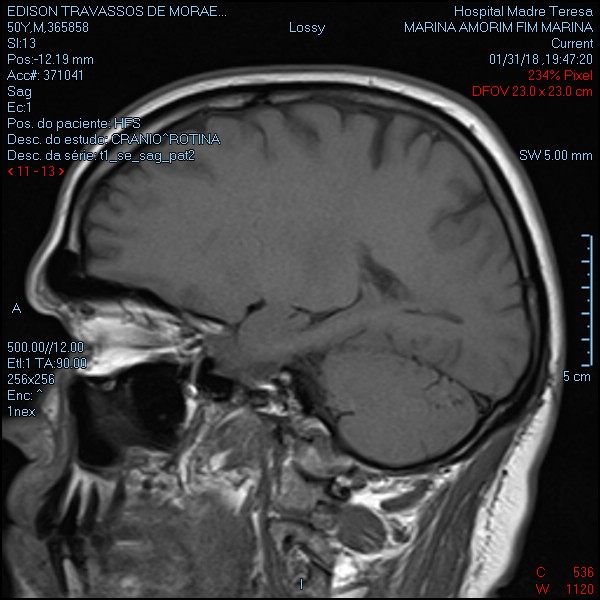 EDISON TRAVASSOS DE MORAE...
50Y,M,365858
Sl:13
Pos:-12.19 mm
Acc#: 371041
Sag
Ec:1
Pos. do paciente: HFS
Desc. do estudo: CRANIO^ROTINA
Desc. da série: t1_se_sag_pat2
< 11 - 13 >
Lossy
Hospital Madre Teresa
MARINA AMORIM FIM MARINA
Current
01/31/18 ,19:47:20
234% Pixel
DFOV 23.0 x 23.0 cm
SW 5.00 mm
A
500.00//12.00
Etl:1 TA:90.00
256x256
Enc: ^
1nex
5 cm
I
C 536
W 1120